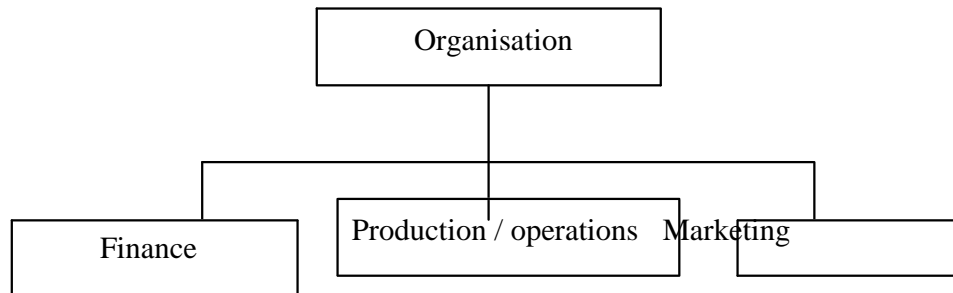 Organisation
Finance
Production / operations
Marketing